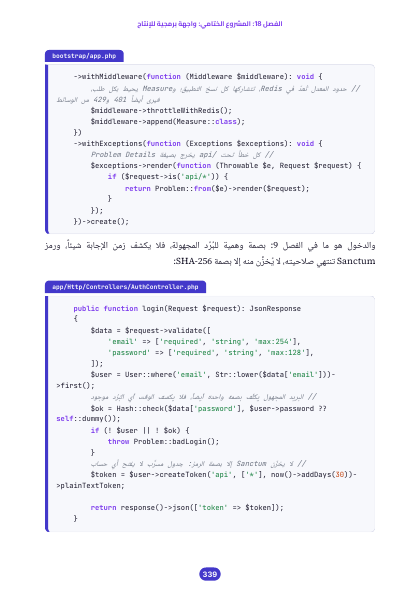 الفصل 18: المشروع الختامي: واجهة برمجية للإنتاج
bootstrap/app.php
->withMiddleware(function (Middleware $middleware): void {
// حدود المعدل تُعدّ في Redis، تتشاركها كل نسخ التطبيق؛ وMeasure يحيط بكل طلب،
فيرى أيضاً 401 و429 من الوسائط
$middleware->throttleWithRedis();
$middleware->append(Measure::class);
})
->withExceptions(function (Exceptions $exceptions): void {
// كل خطأ تحت /api يخرج بصيغة Problem Details
$exceptions->render(function (Throwable $e, Request $request) {
if ($request->is('api/*')) {
return Problem::from($e)->render($request);
}
});
})->create();
والدخول هو ما في الفصل 9: بصمة وهمية للبُرُد المجهولة، فلا يكشف زمن الإجابة شيئاً، ورمز
Sanctum تنتهي صلاحيته، لا يُخزَّن منه إلا بصمة SHA-256:
app/Http/Controllers/AuthController.php
public function login(Request $request): JsonResponse
{
$data = $request->validate([
'email' => ['required', 'string', 'max:254'],
'password' => ['required', 'string', 'max:128'],
]);
$user = User::where('email', Str::lower($data['email']))-
>first();
// البريد المجهول يكلّف بصمة واحدة أيضاً، فلا يكشف الوقت أي البُرُد موجود
$ok = Hash::check($data['password'], $user->password ??
self::dummy());
if (! $user || ! $ok) {
throw Problem::badLogin();
}
// لا يخزّن Sanctum إلا بصمة الرمز: جدول مسرَّب لا يفتح أي حساب
$token = $user->createToken('api', ['*'], now()->addDays(30))-
>plainTextToken;
return response()->json(['token' => $token]);
}
339